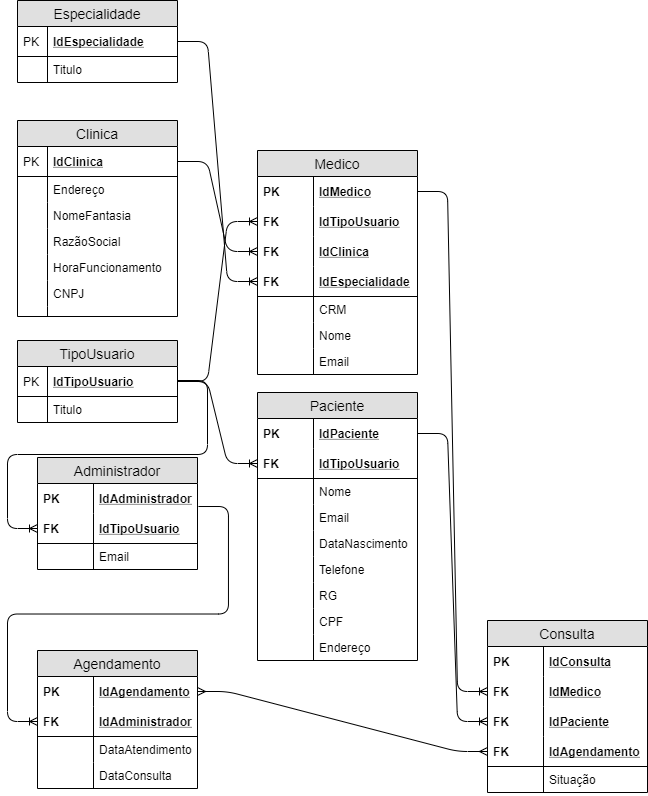 Especialidade
PK IdEspecialidade
Titulo
Clinica
PK IdClinica
Endereço
NomeFantasia
RazãoSocial
HoraFuncionamento
CNPJ
TipoUsuario
PK IdTipoUsuario
Titulo
Administrador
PK IdAdministrador
FK IdTipoUsuario
Email
Agendamento
PK IdAgendamento
FK IdAdministrador
DataAtendimento
DataConsulta
Medico
PK IdMedico
FK IdTipoUsuario
FK IdClinica
FK IdEspecialidade
CRM
Nome
Email
Paciente
PK IdPaciente
FK IdTipoUsuario
Nome
Email
DataNascimento
Telefone
RG
CPF
Endereço
Consulta
PK IdConsulta
FK IdMedico
FK IdPaciente
FK IdAgendamento
Situação